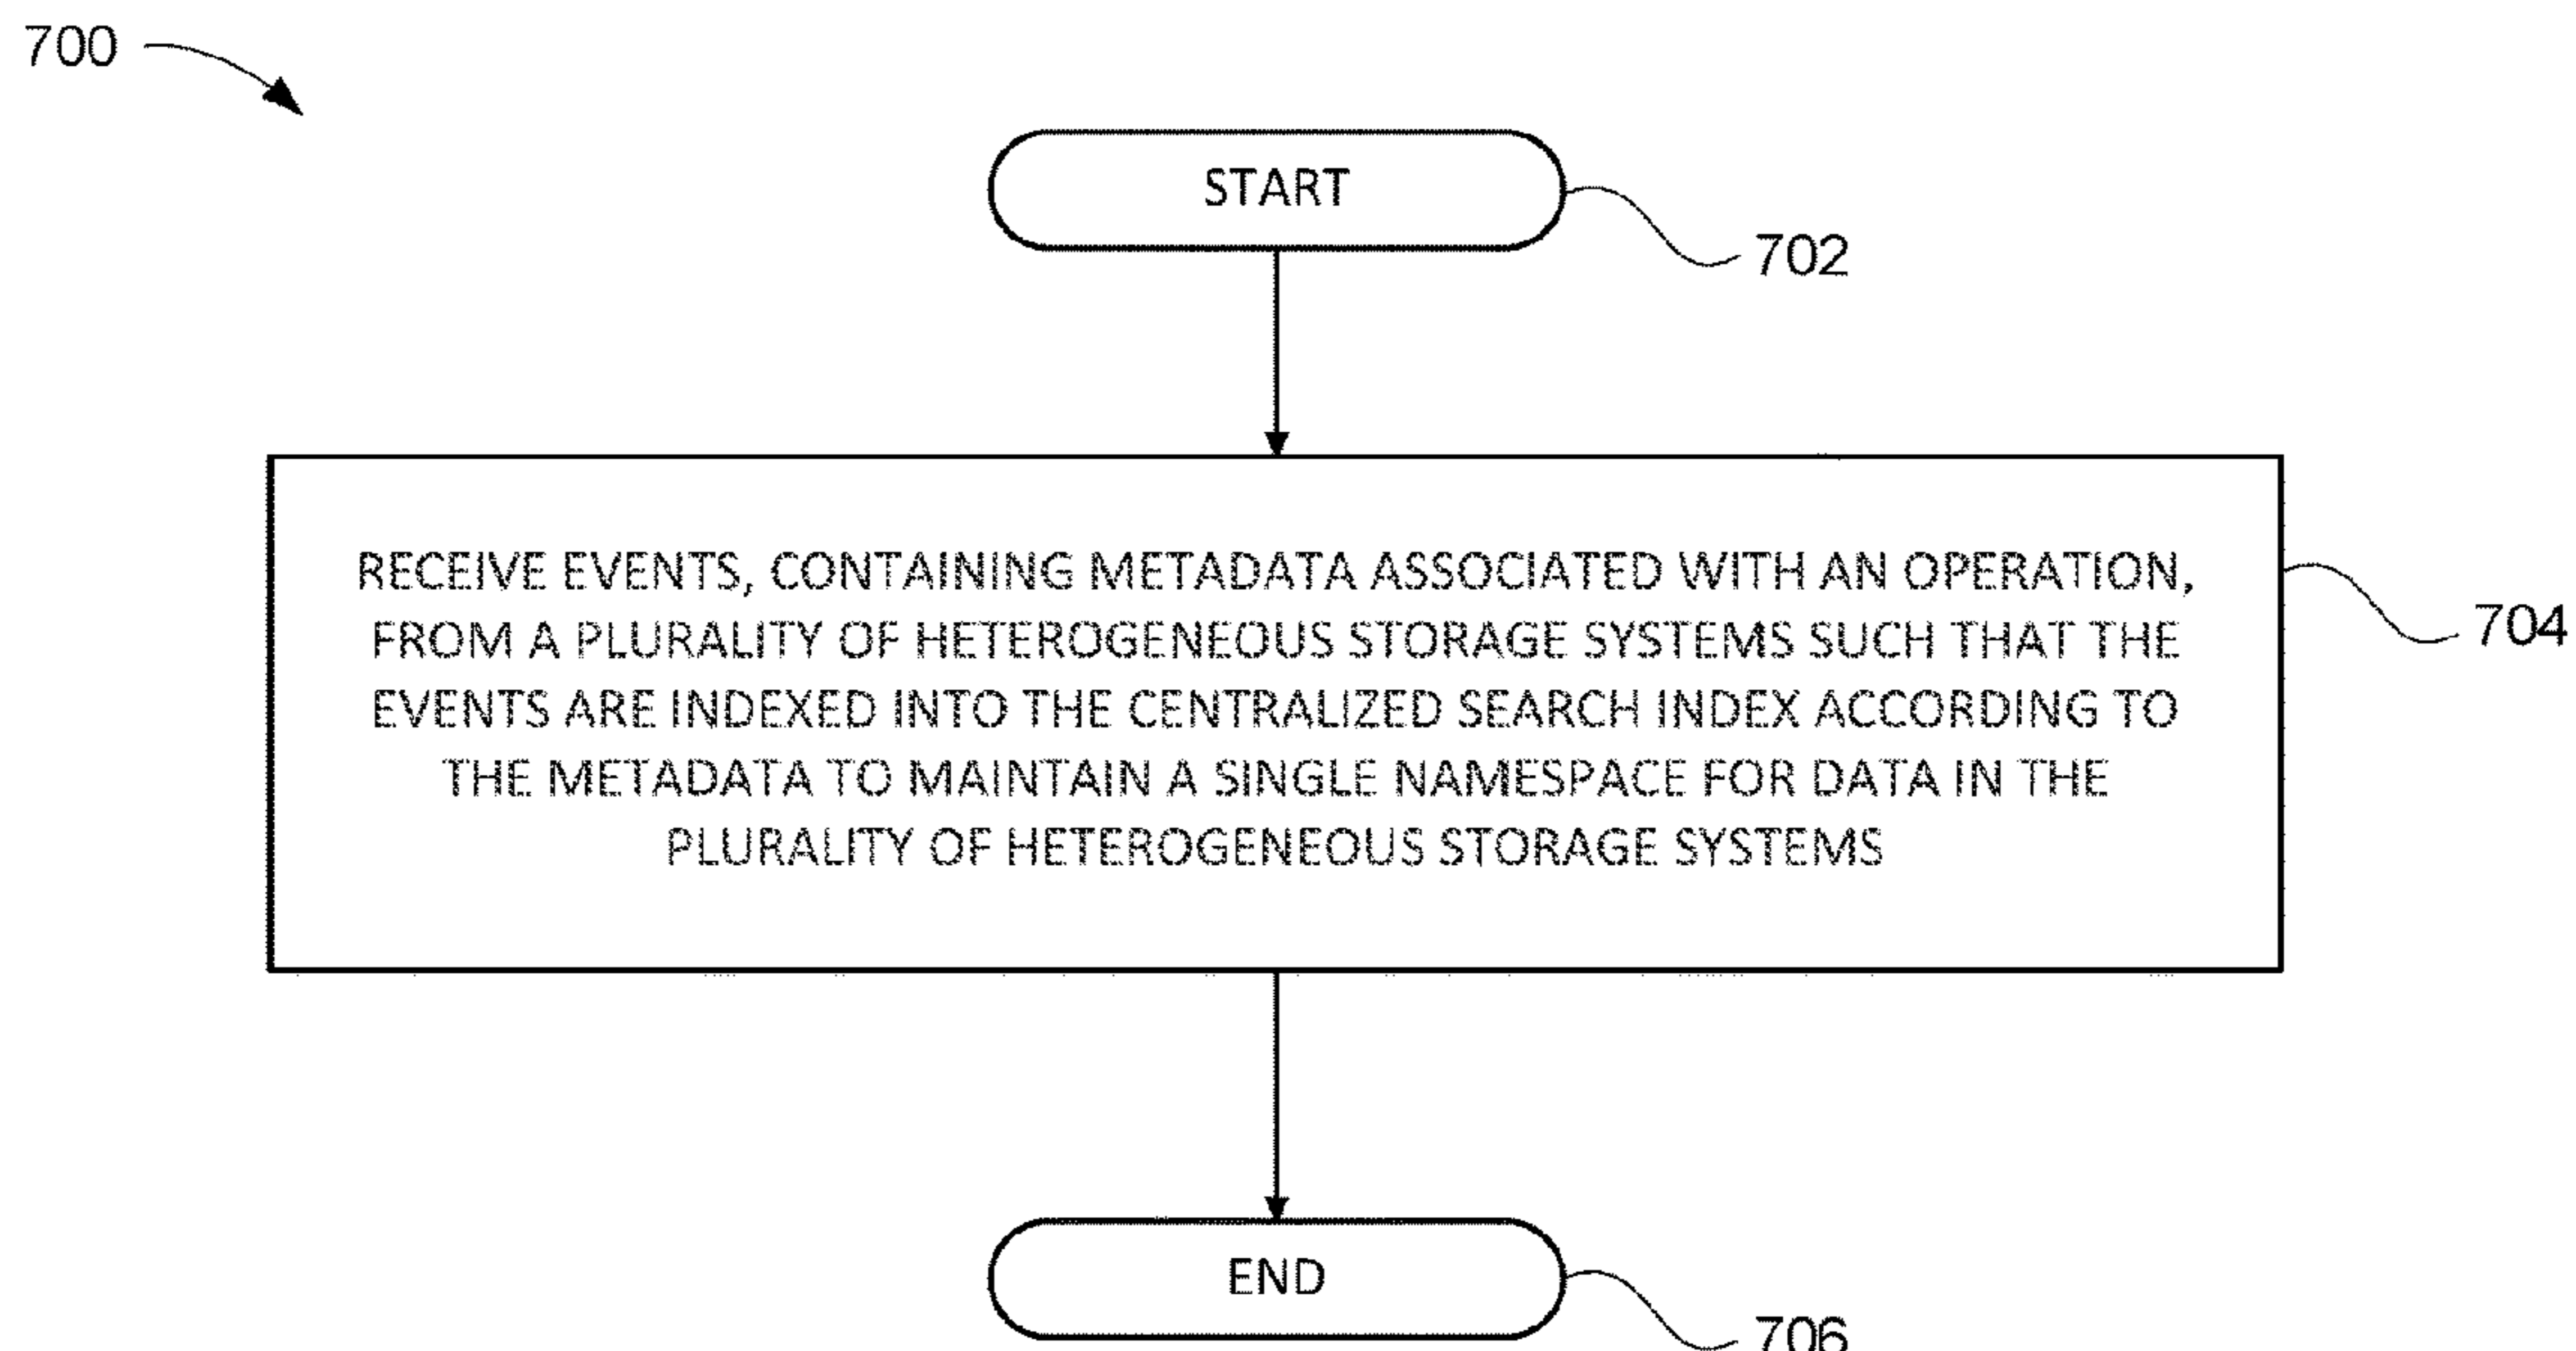 700
START
702
RECEIVE EVENTS, CONTAINING METADATA ASSOCIATED WITH AN OPERATION,
FROM A PLURALITY OF HETEROGENEOUS STORAGE SYSTEMS SUCH THAT THE
EVENTS ARE INDEXED INTO THE CENTRALIZED SEARCH INDEX ACCORDING TO
THE METADATA TO MAINTAIN A SINGLE NAMESPACE FOR DATA IN THE
PLURALITY OF HETEROGENEOUS STORAGE SYSTEMS
704
END
706